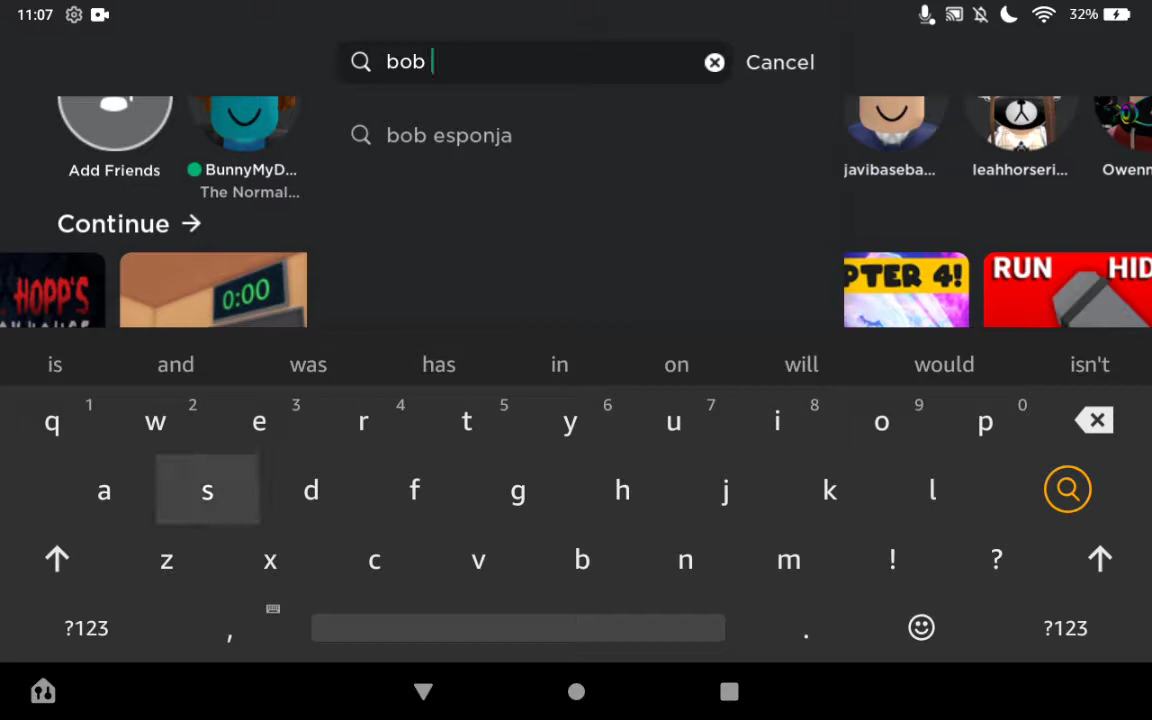 11:07 32%
bob Cancel
bob esponja
Add Friends BunnyMyD... javibaseba... leahhorseri... Owenn
The Normal...
Continue →
HOPP'S 0:00 PTER 4! RUN HID
is and was has in on will would isn't
1 2 3 4 5 6 7 8 9 0
q w e r t y u i o p
a s d f g h j k l
z x c v b n m ! ?
?123 , . ?123